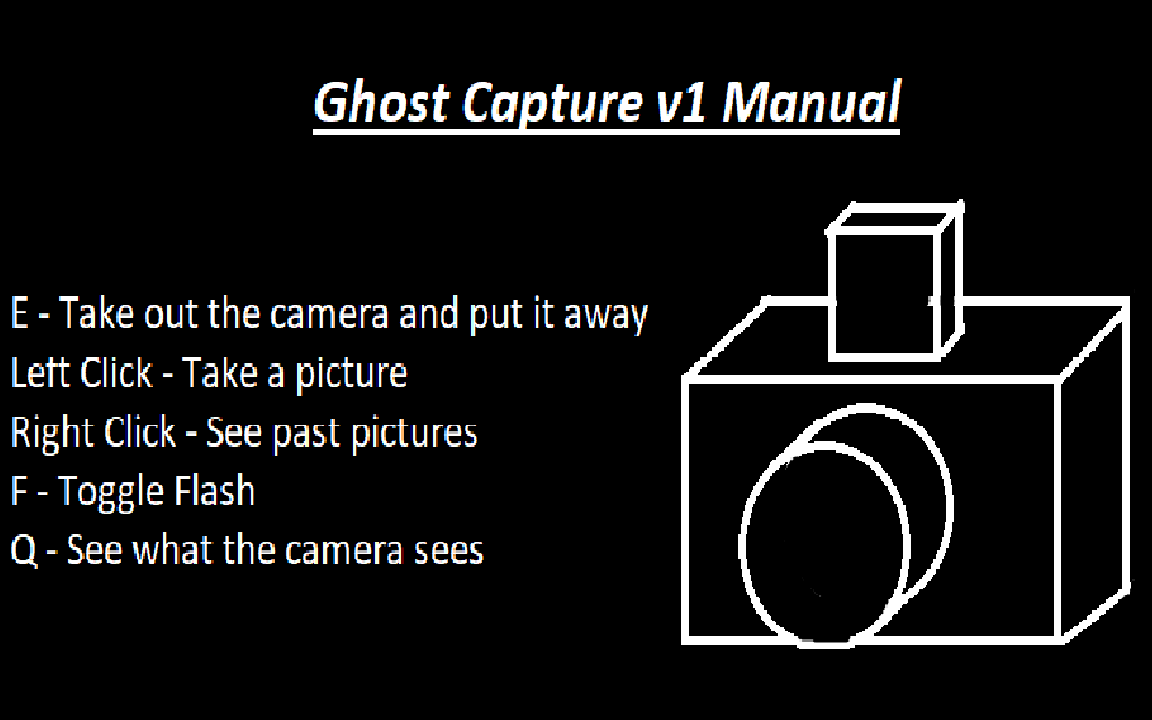 Ghost Capture v1 Manual
E - Take out the camera and put it away
Left Click - Take a picture
Right Click - See past pictures
F - Toggle Flash
Q - See what the camera sees